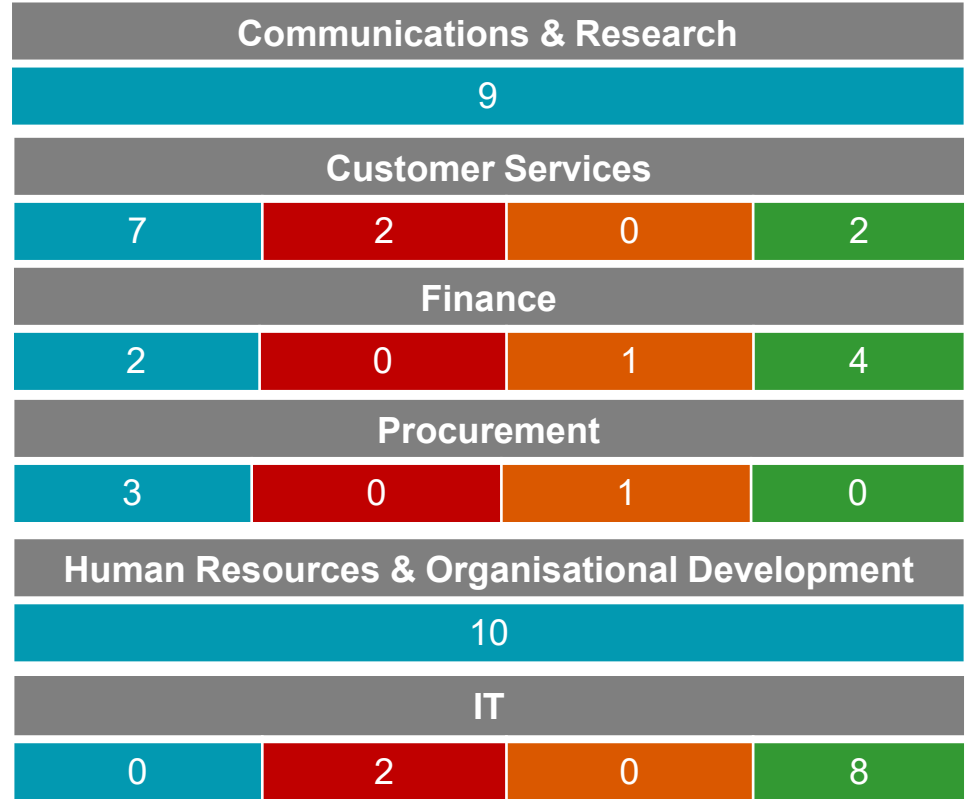 Communications & Research
9
Customer Services
7 2 0 2
Finance
2 0 1 4
Procurement
3 0 1 0
Human Resources & Organisational Development
10
IT
0 2 0 8